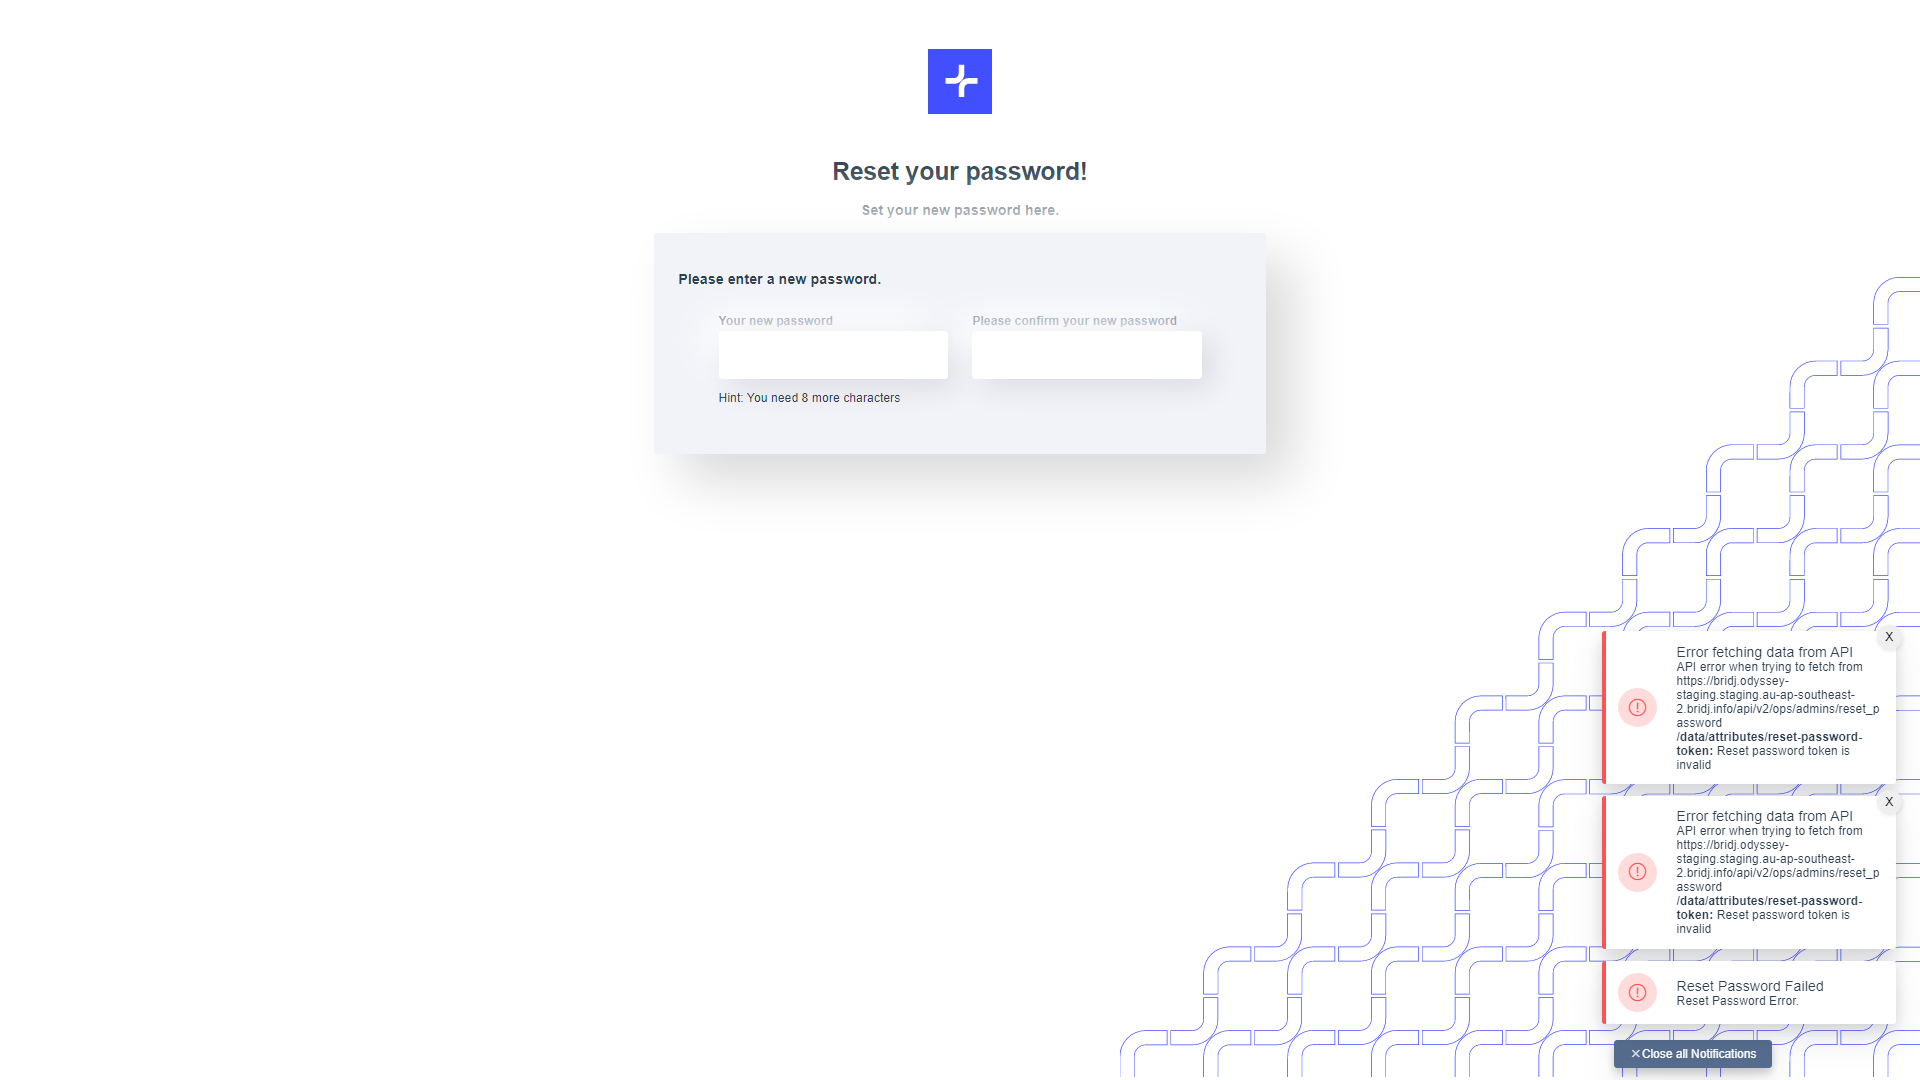 Reset your password!
Set your new password here.
Please enter a new password.
Your new password
Please confirm your new password
Hint: You need 8 more characters
X
Error fetching data from API
API error when trying to fetch from
https://bridj.odyssey-
staging.staging.au-ap-southeast-
2.bridj.info/api/v2/ops/admins/reset_p
assword
/data/attributes/reset-password-
token: Reset password token is
invalid
X
Error fetching data from API
API error when trying to fetch from
https://bridj.odyssey-
staging.staging.au-ap-southeast-
2.bridj.info/api/v2/ops/admins/reset_p
assword
/data/attributes/reset-password-
token: Reset password token is
invalid
Reset Password Failed
Reset Password Error.
✕Close all Notifications